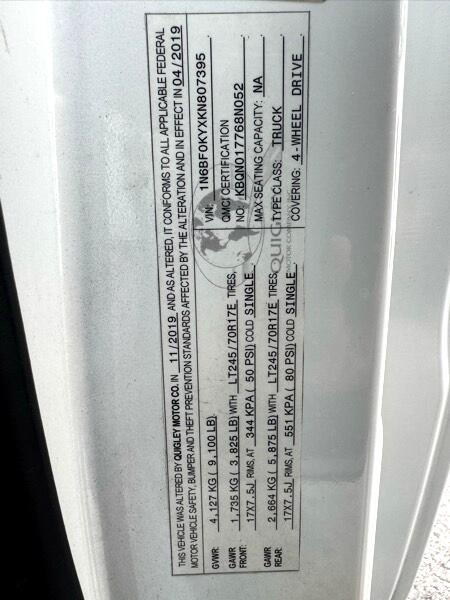 THIS VEHICLE WAS ALTERED BY QUIGLEY MOTOR CO. IN 11/2019 AND AS ALTERED, IT CONFORMS TO ALL APPLICABLE FEDERAL
MOTOR VEHICLE SAFETY, BUMPER AND THEFT PREVENTION STANDARDS AFFECTED BY THE ALTERATION AND IN EFFECT IN 04/2019
GVWR: 4,127 KG ( 9,100 LB) VIN: 1N6BF0KYXKN807395
GAWR FRONT: 1,735 KG ( 3,825 LB) WITH LT245/70R17E TIRES,
17X7.5J RIMS, AT 344 KPA ( 50 PSI) COLD SINGLE
QMC CERTIFICATION
NO. KBQN017768N052
MAX SEATING CAPACITY: NA
GAWR REAR: 2,664 KG ( 5,875 LB) WITH LT245/70R17E TIRES,
17X7.5J RIMS, AT 551 KPA ( 80 PSI) COLD SINGLE
TYPE CLASS: TRUCK
COVERING: 4-WHEEL DRIVE
QUIGLEY
MOTOR COMPANY, INC.